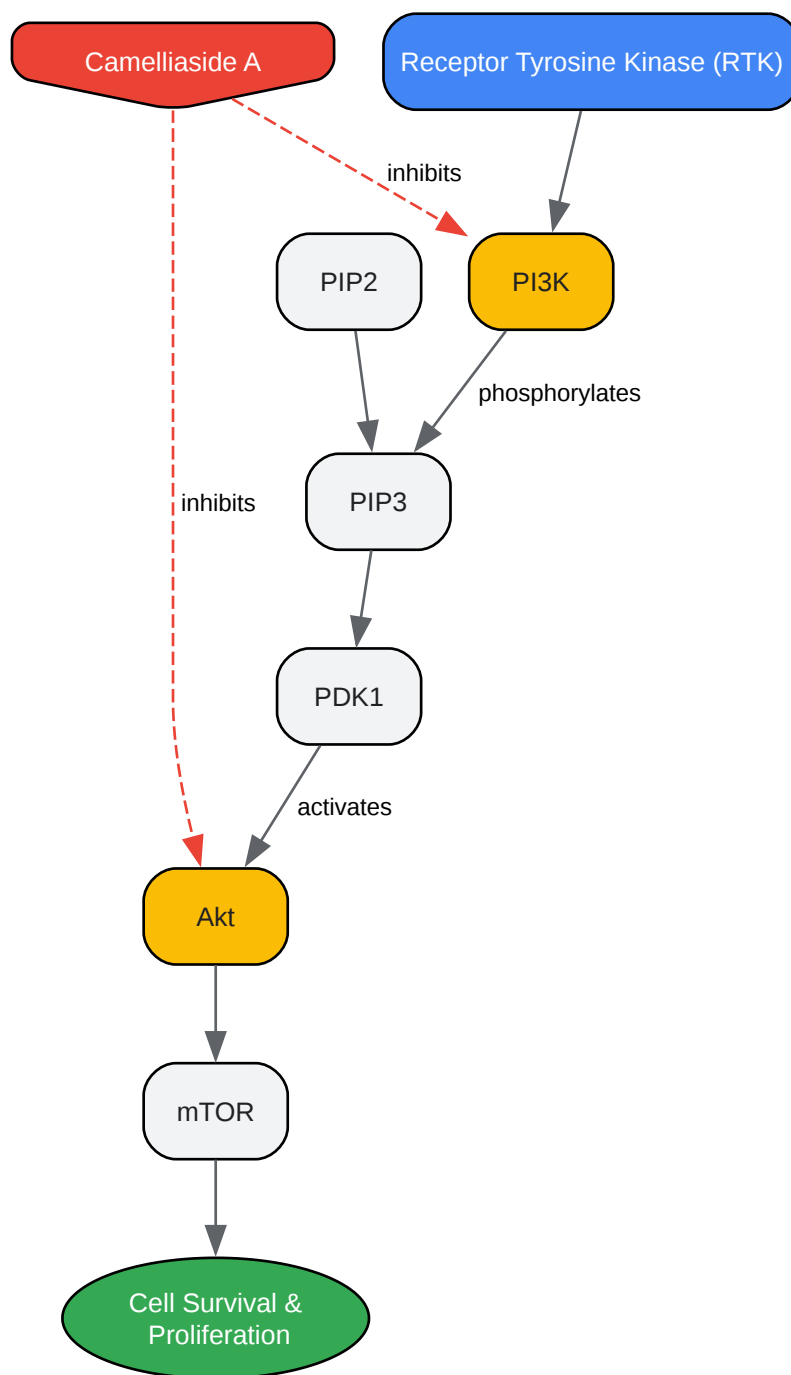 Camelliaside A
Receptor Tyrosine Kinase (RTK)
inhibits
PIP2
PI3K
phosphorylates
PIP3
inhibits
PDK1
activates
Akt
mTOR
Cell Survival &
Proliferation